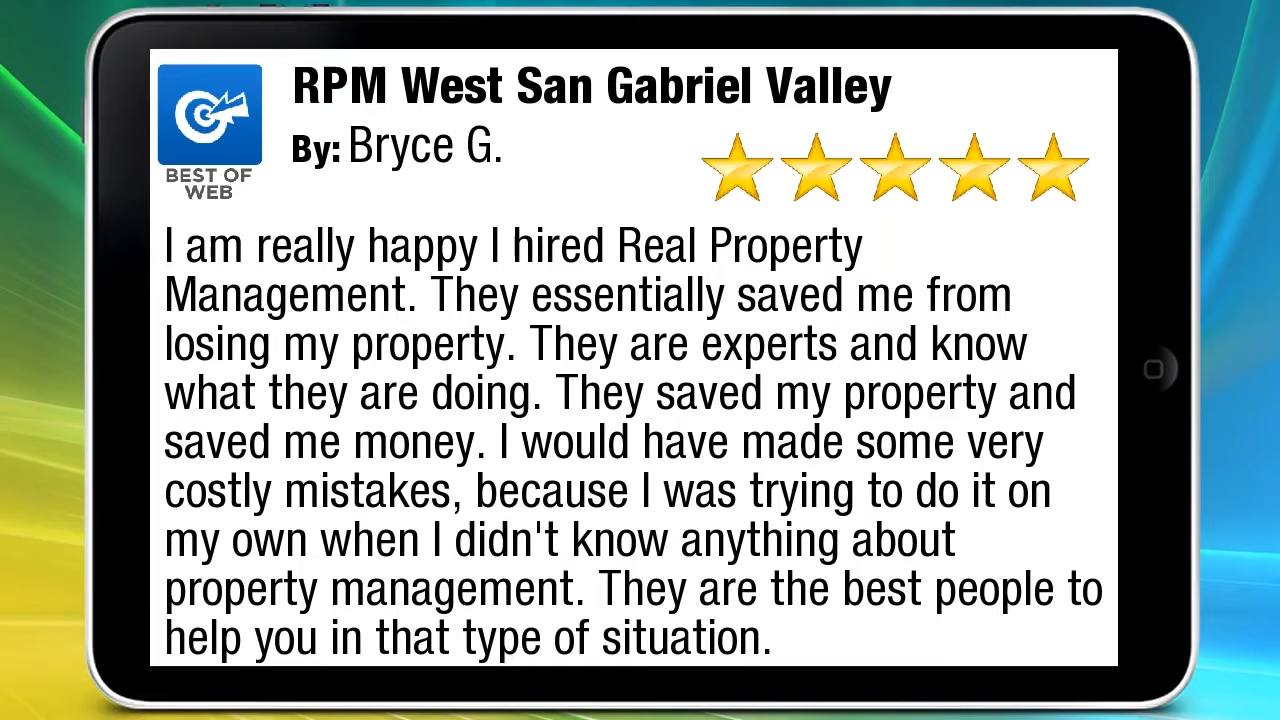 RPM West San Gabriel Valley
By: Bryce G.
BEST OF
WEB
I am really happy I hired Real Property
Management. They essentially saved me from
losing my property. They are experts and know
what they are doing. They saved my property and
saved me money. I would have made some very
costly mistakes, because I was trying to do it on
my own when I didn't know anything about
property management. They are the best people to
help you in that type of situation.